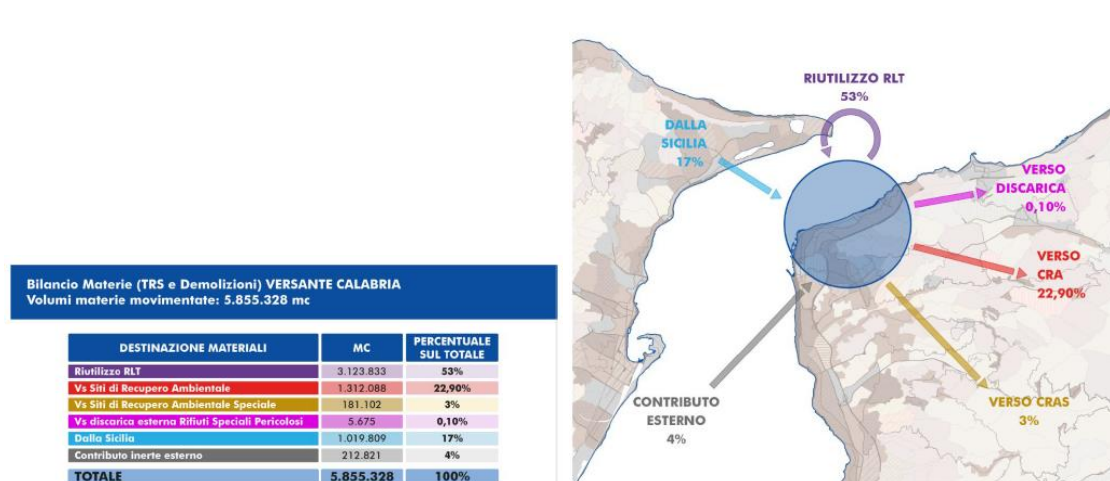 Bilancio Materie (TRS e Demolizioni) VERSANTE CALABRIA
Volumi materie movimentate: 5.855.328 mc
DESTINAZIONE MATERIALI MC PERCENTUALE SUL TOTALE
Riutilizzo RLT 3.123.833 53%
Vs Siti di Recupero Ambientale 1.312.088 22,90%
Vs Siti di Recupero Ambientale Speciale 181.102 3%
Vs discarica esterna Rifiuti Speciali Pericolosi 5.675 0,10%
Dalla Sicilia 1.019.809 17%
Contributo inerte esterno 212.821 4%
TOTALE 5.855.328 100%
RIUTILIZZO RLT
53%
DALLA
SICILIA
17%
VERSO
DISCARICA
0,10%
VERSO
CRA
22,90%
CONTRIBUTO
ESTERNO
4%
VERSO CRAS
3%